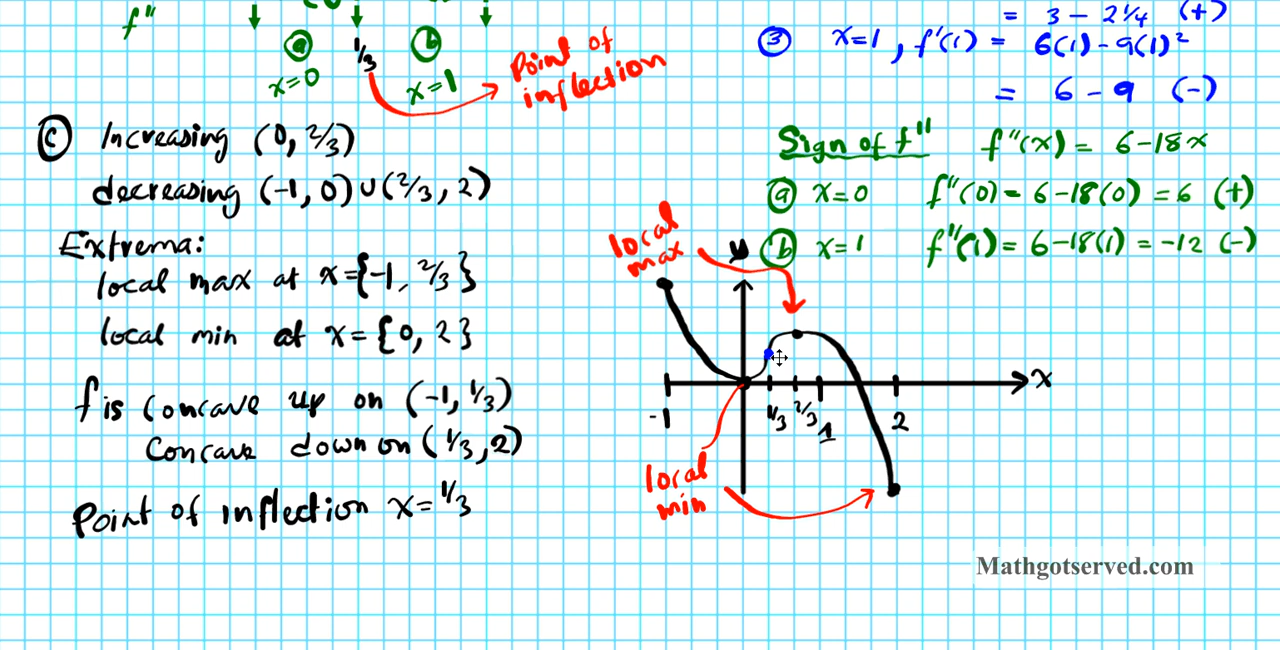 f"
ⓐ 1/3 ⓑ
x=0 x=1
Point of
inflection
= 3 - 2 1/4 (+)
③ x=1, f'(1) = 6(1) - 9(1)²
= 6 - 9 (-)
ⓒ Increasing (0, 2/3)
decreasing (-1, 0) ∪ (2/3, 2)
Extrema:
local max at x={-1, 2/3}
local min at x={0, 2}
f is concave up on (-1, 1/3)
concave down on (1/3, 2)
Point of inflection x=1/3
Sign of f" f"(x) = 6-18x
ⓐ x=0 f"(0) = 6-18(0) = 6 (+)
ⓑ x=1 f"(1) = 6-18(1) = -12 (-)
local
max
y
x
-1 1/3 2/3 1 2
local
min
Mathgotserved.com